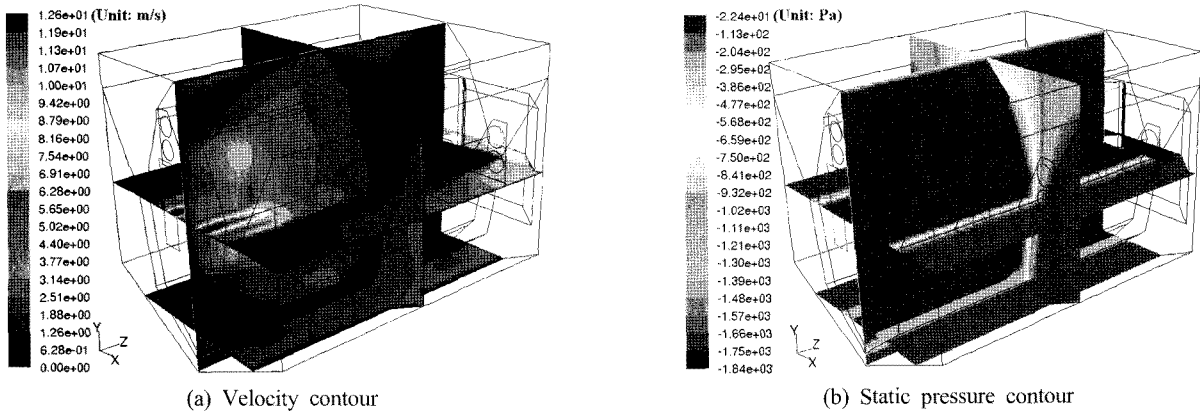 1.26e+01 (Unit: m/s)
1.19e+01
1.13e+01
1.07e+01
1.00e+01
9.42e+00
8.79e+00
8.16e+00
7.54e+00
6.91e+00
6.28e+00
5.65e+00
5.02e+00
4.40e+00
3.77e+00
3.14e+00
2.51e+00
1.88e+00
1.26e+00
6.28e-01
0.00e+00
Y
Z
X
(a) Velocity contour
-2.24e+01 (Unit: Pa)
-1.13e+02
-2.04e+02
-2.95e+02
-3.86e+02
-4.77e+02
-5.68e+02
-6.59e+02
-7.50e+02
-8.41e+02
-9.32e+02
-1.02e+03
-1.11e+03
-1.21e+03
-1.30e+03
-1.39e+03
-1.48e+03
-1.57e+03
-1.66e+03
-1.75e+03
-1.84e+03
Y
Z
X
(b) Static pressure contour